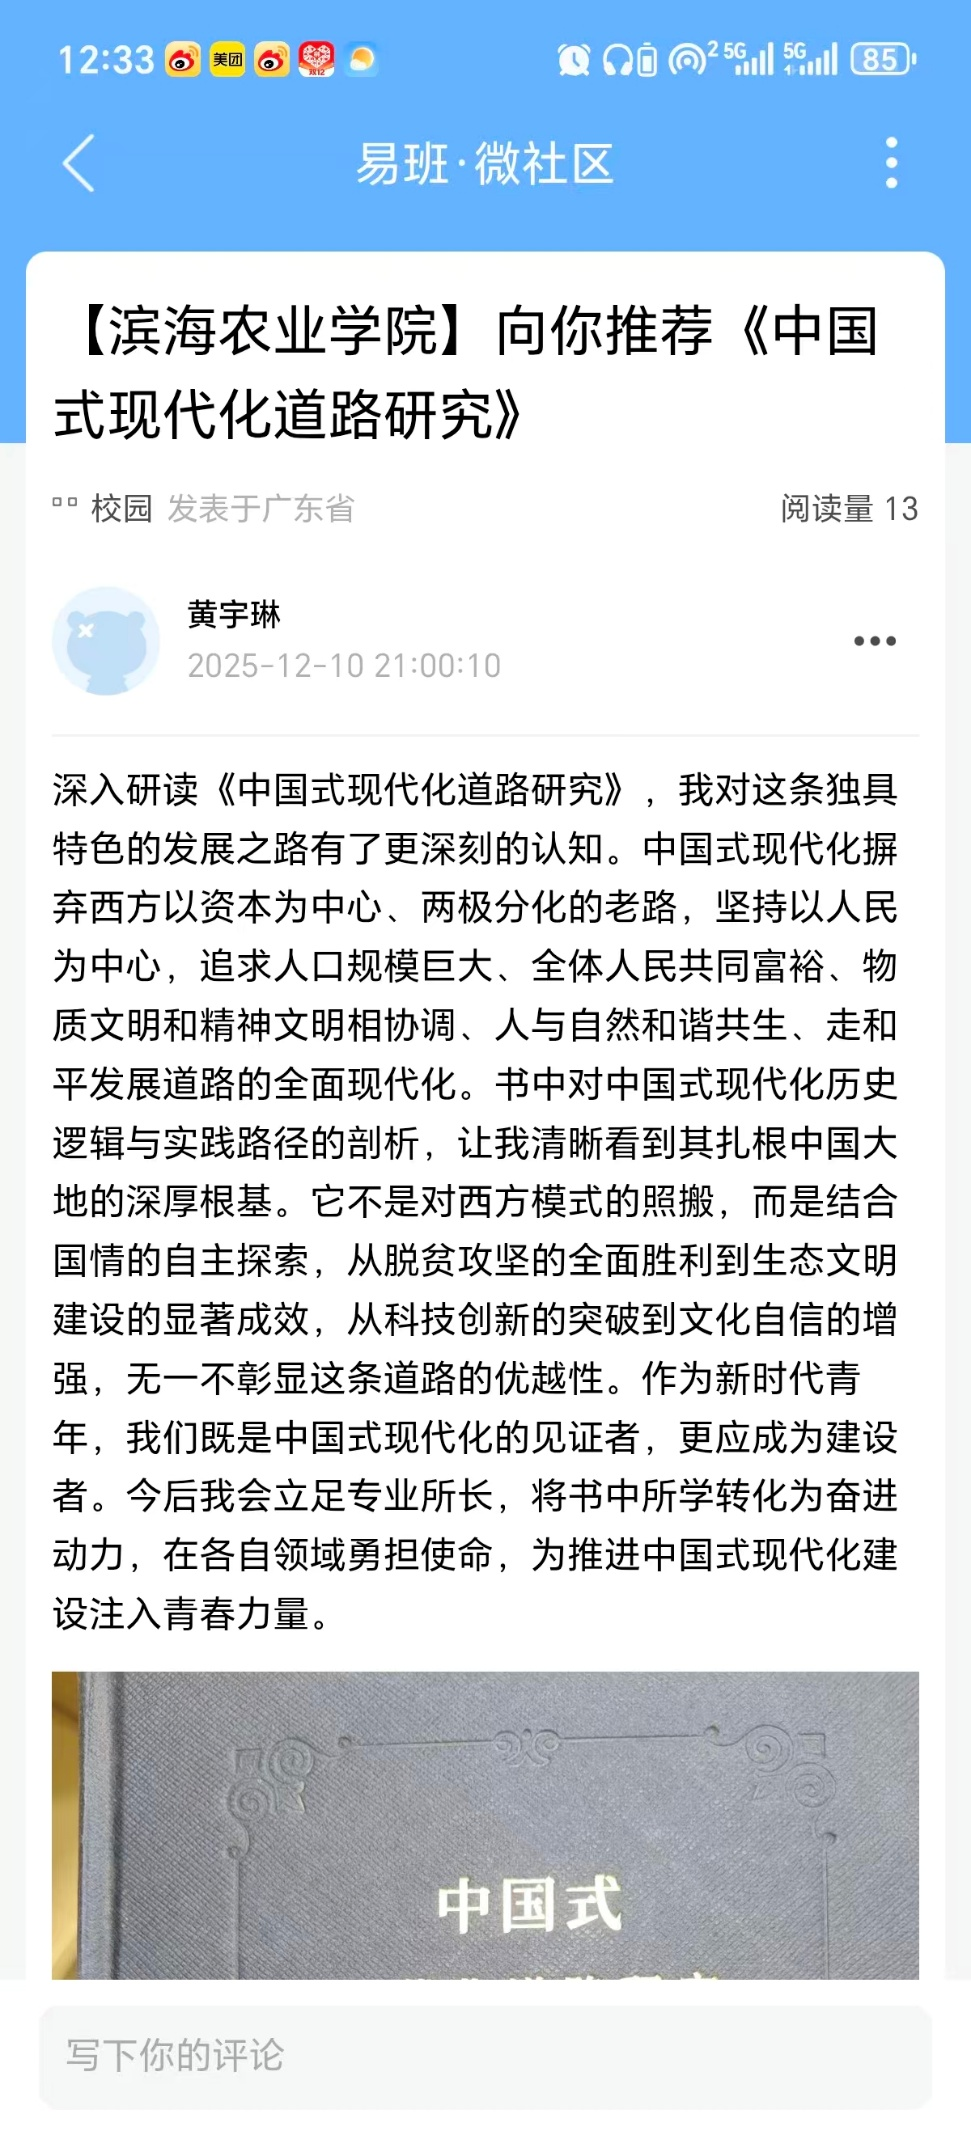 12:33 美团 双12 2 5G 5G 85
易班·微社区
【滨海农业学院】向你推荐《中国
式现代化道路研究》
校园 发表于广东省 阅读量 13
黄宇琳
2025-12-10 21:00:10
深入研读《中国式现代化道路研究》，我对这条独具
特色的发展之路有了更深刻的认知。中国式现代化摒
弃西方以资本为中心、两极分化的老路，坚持以人民
为中心，追求人口规模巨大、全体人民共同富裕、物
质文明和精神文明相协调、人与自然和谐共生、走和
平发展道路的全面现代化。书中对中国式现代化历史
逻辑与实践路径的剖析，让我清晰看到其扎根中国大
地的深厚根基。它不是对西方模式的照搬，而是结合
国情的自主探索，从脱贫攻坚的全面胜利到生态文明
建设的显著成效，从科技创新的突破到文化自信的增
强，无一不彰显这条道路的优越性。作为新时代青
年，我们既是中国式现代化的见证者，更应成为建设
者。今后我会立足专业所长，将书中所学转化为奋进
动力，在各自领域勇担使命，为推进中国式现代化建
设注入青春力量。
中国式
写下你的评论